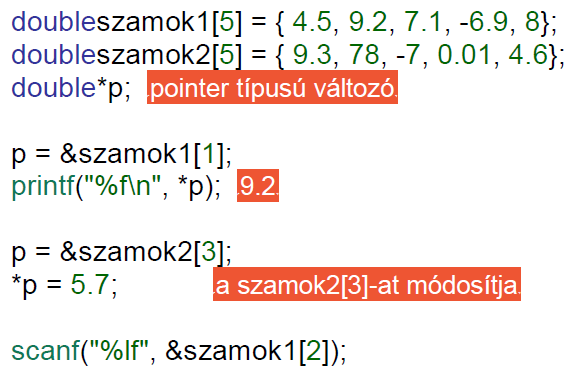 doubleszamok1[5] = { 4.5, 9.2, 7.1, -6.9, 8};
doubleszamok2[5] = { 9.3, 78, -7, 0.01, 4.6};
double*p; pointer típusú változó
p = &szamok1[1];
printf("%f\n", *p); 9.2
p = &szamok2[3];
*p = 5.7; a szamok2[3]-at módosítja
scanf("%lf", &szamok1[2]);